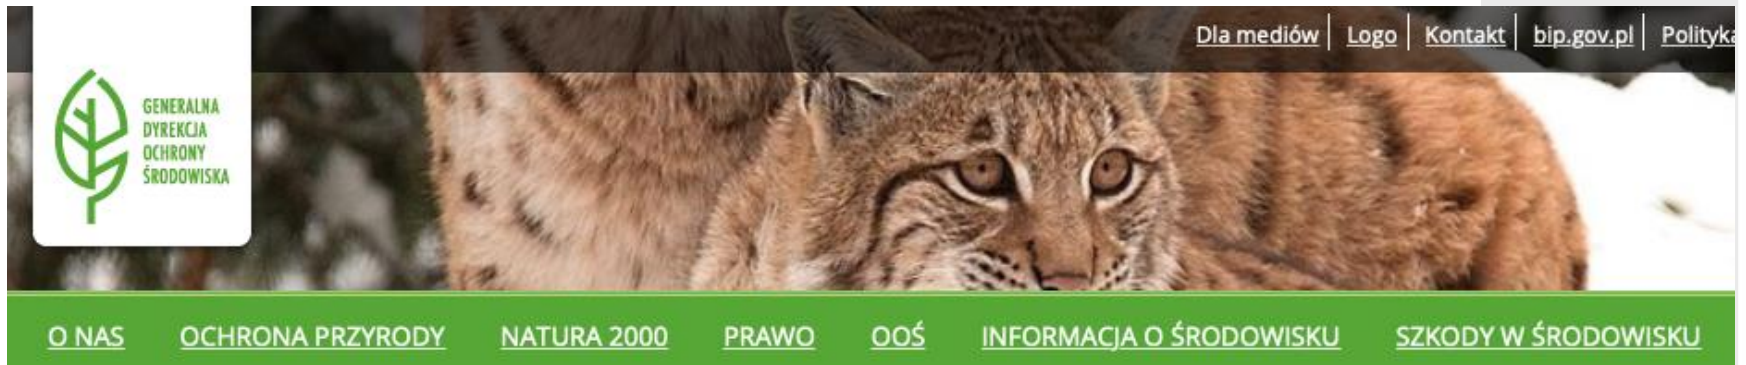 Dla mediów Logo Kontakt bip.gov.pl Polityka
GENERALNA
DYREKCJA
OCHRONY
ŚRODOWISKA
O NAS OCHRONA PRZYRODY NATURA 2000 PRAWO OOŚ INFORMACJA O ŚRODOWISKU SZKODY W ŚRODOWISKU